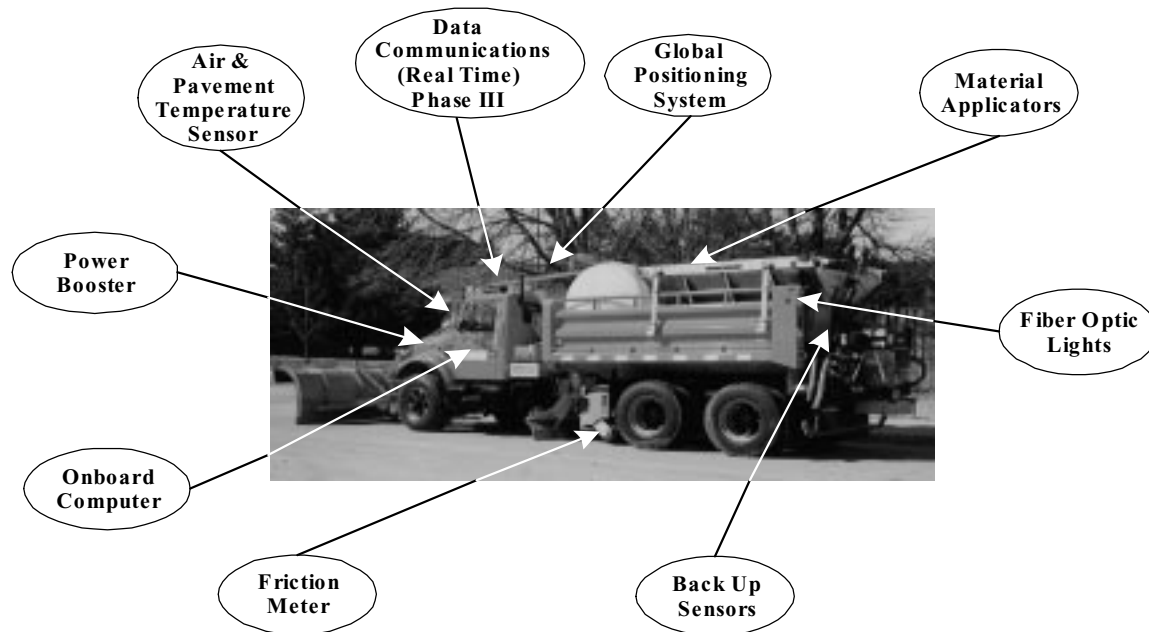 Data
Communications
(Real Time)
Phase III
Air &
Pavement
Temperature
Sensor
Global
Positioning
System
Material
Applicators
Power
Booster
Fiber Optic
Lights
Onboard
Computer
Friction
Meter
Back Up
Sensors